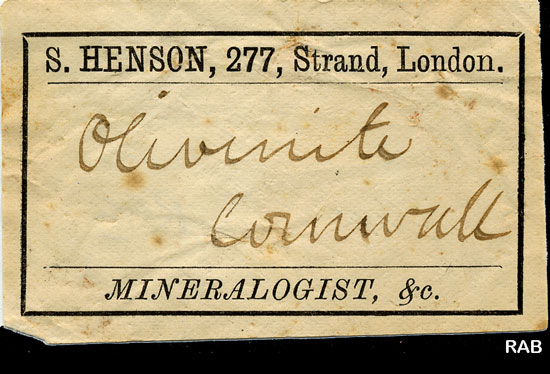 S. HENSON, 277, Strand, London.
Olivenite
Cornwall
MINERALOGIST, &c.
RAB